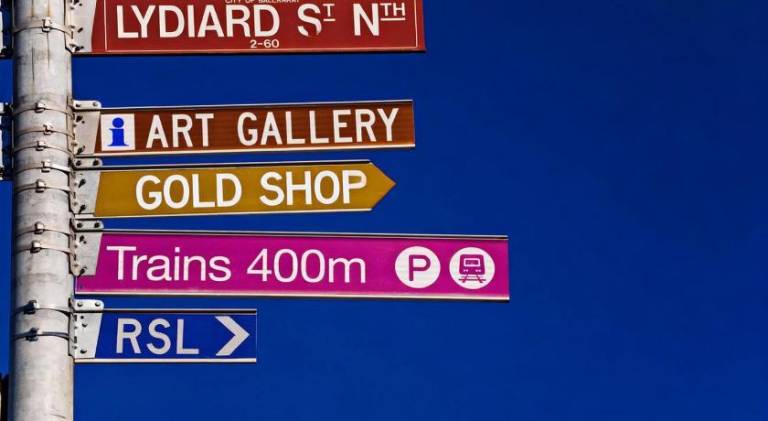 CITY OF BALLARAT
LYDIARD ST NTH
2-60
i ART GALLERY
GOLD SHOP
Trains 400m P
RSL